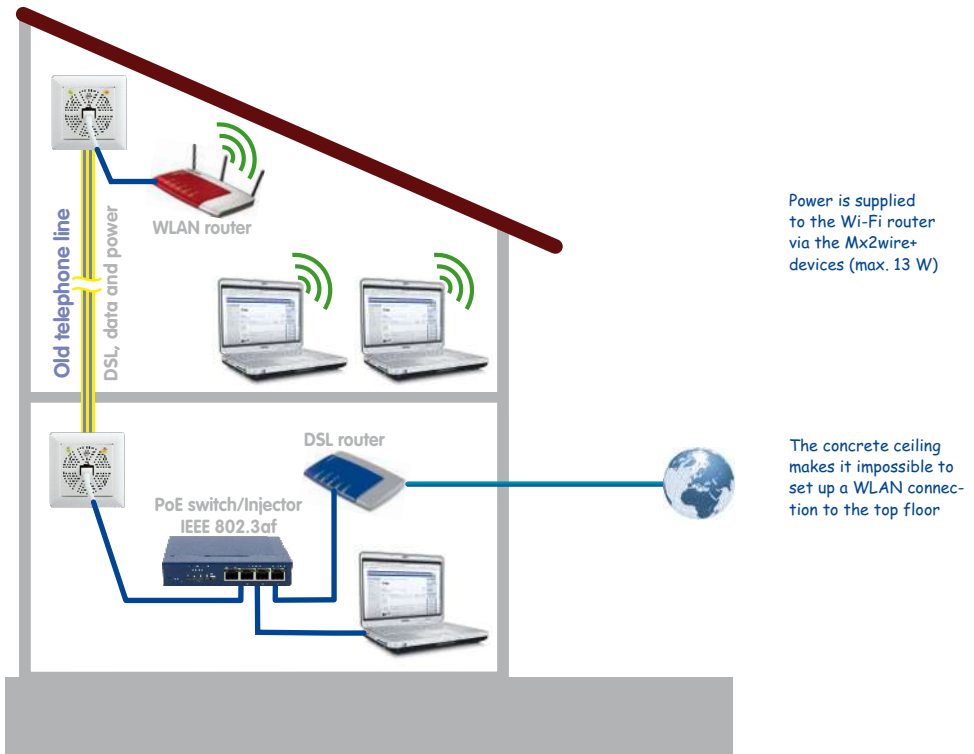 WLAN router
Old telephone line
DSL, data and power
Power is supplied
to the Wi-Fi router
via the Mx2wire+
devices (max. 13 W)
DSL router
PoE switch/Injector
IEEE 802.3af
The concrete ceiling
makes it impossible to
set up a WLAN connec-
tion to the top floor